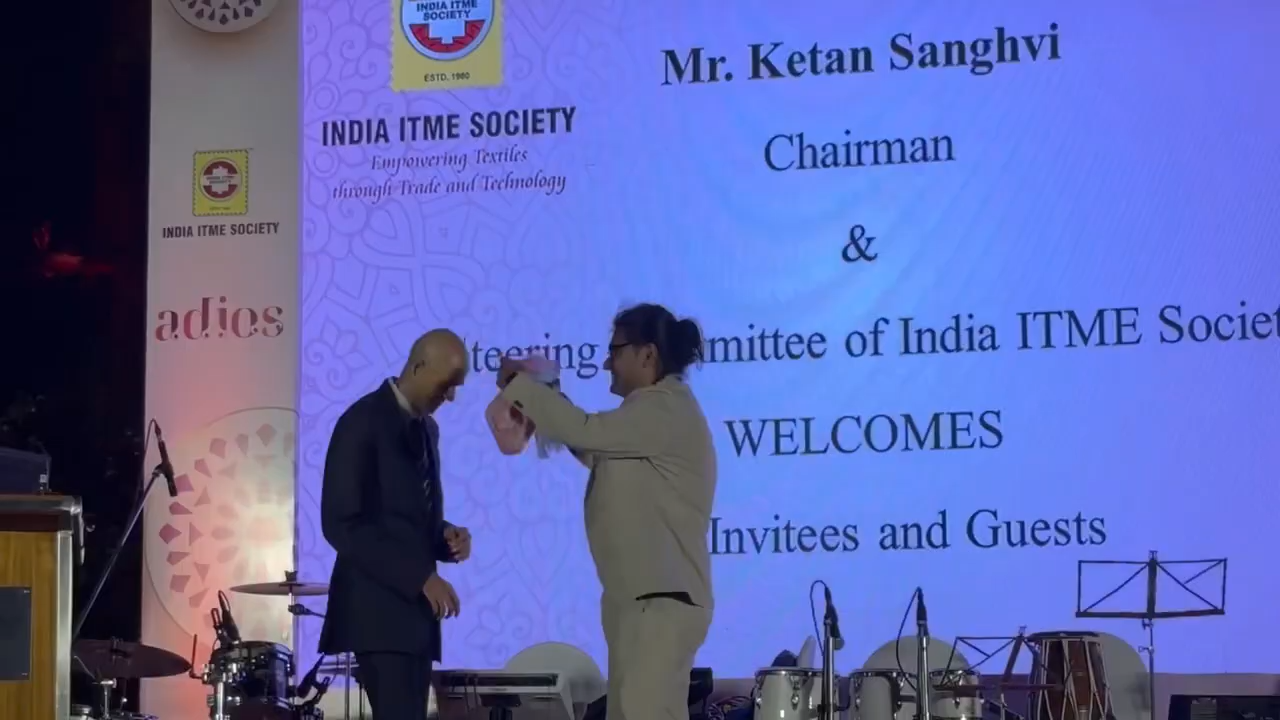 INDIA ITME
SOCIETY
ESTD. 1980
INDIA ITME SOCIETY
Empowering Textiles
through Trade and Technology
INDIA ITME SOCIETY
adios
Mr. Ketan Sanghvi
Chairman
&
teering mmittee of India ITME Societ
WELCOMES
Invitees and Guests